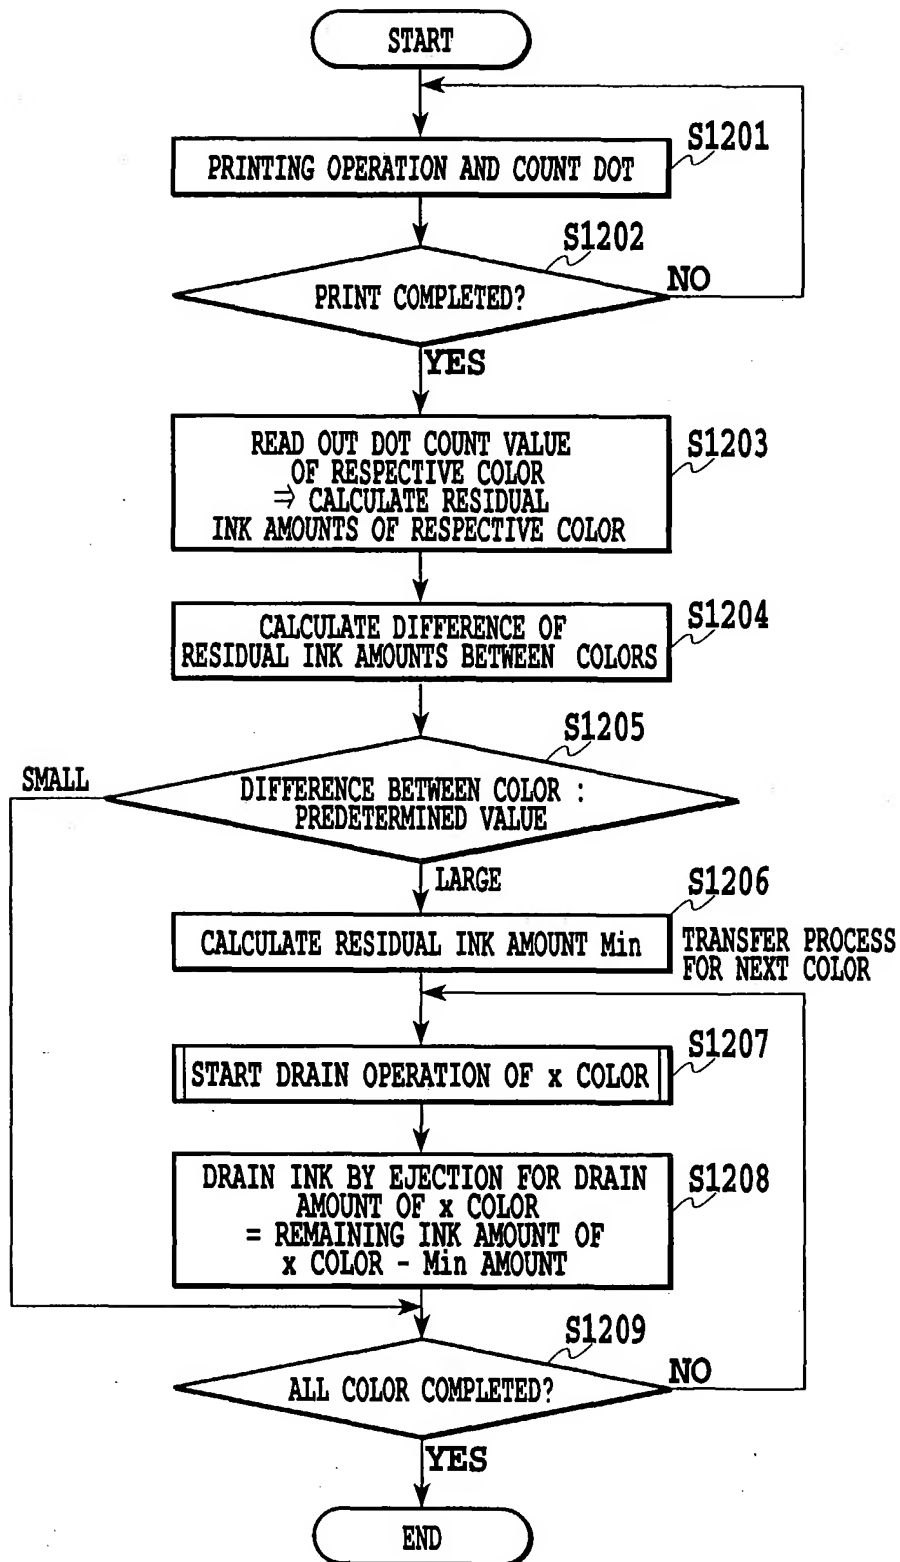 START
S1201
PRINTING OPERATION AND COUNT DOT
S1202
PRINT COMPLETED?
NO
YES
S1203
READ OUT DOT COUNT VALUE
OF RESPECTIVE COLOR
⇒ CALCULATE RESIDUAL
INK AMOUNTS OF RESPECTIVE COLOR
S1204
CALCULATE DIFFERENCE OF
RESIDUAL INK AMOUNTS BETWEEN COLORS
S1205
SMALL
DIFFERENCE BETWEEN COLOR :
PREDETERMINED VALUE
LARGE
S1206
CALCULATE RESIDUAL INK AMOUNT Min
TRANSFER PROCESS
FOR NEXT COLOR
S1207
START DRAIN OPERATION OF x COLOR
S1208
DRAIN INK BY EJECTION FOR DRAIN
AMOUNT OF x COLOR
= REMAINING INK AMOUNT OF
x COLOR - Min AMOUNT
S1209
ALL COLOR COMPLETED?
NO
YES
END